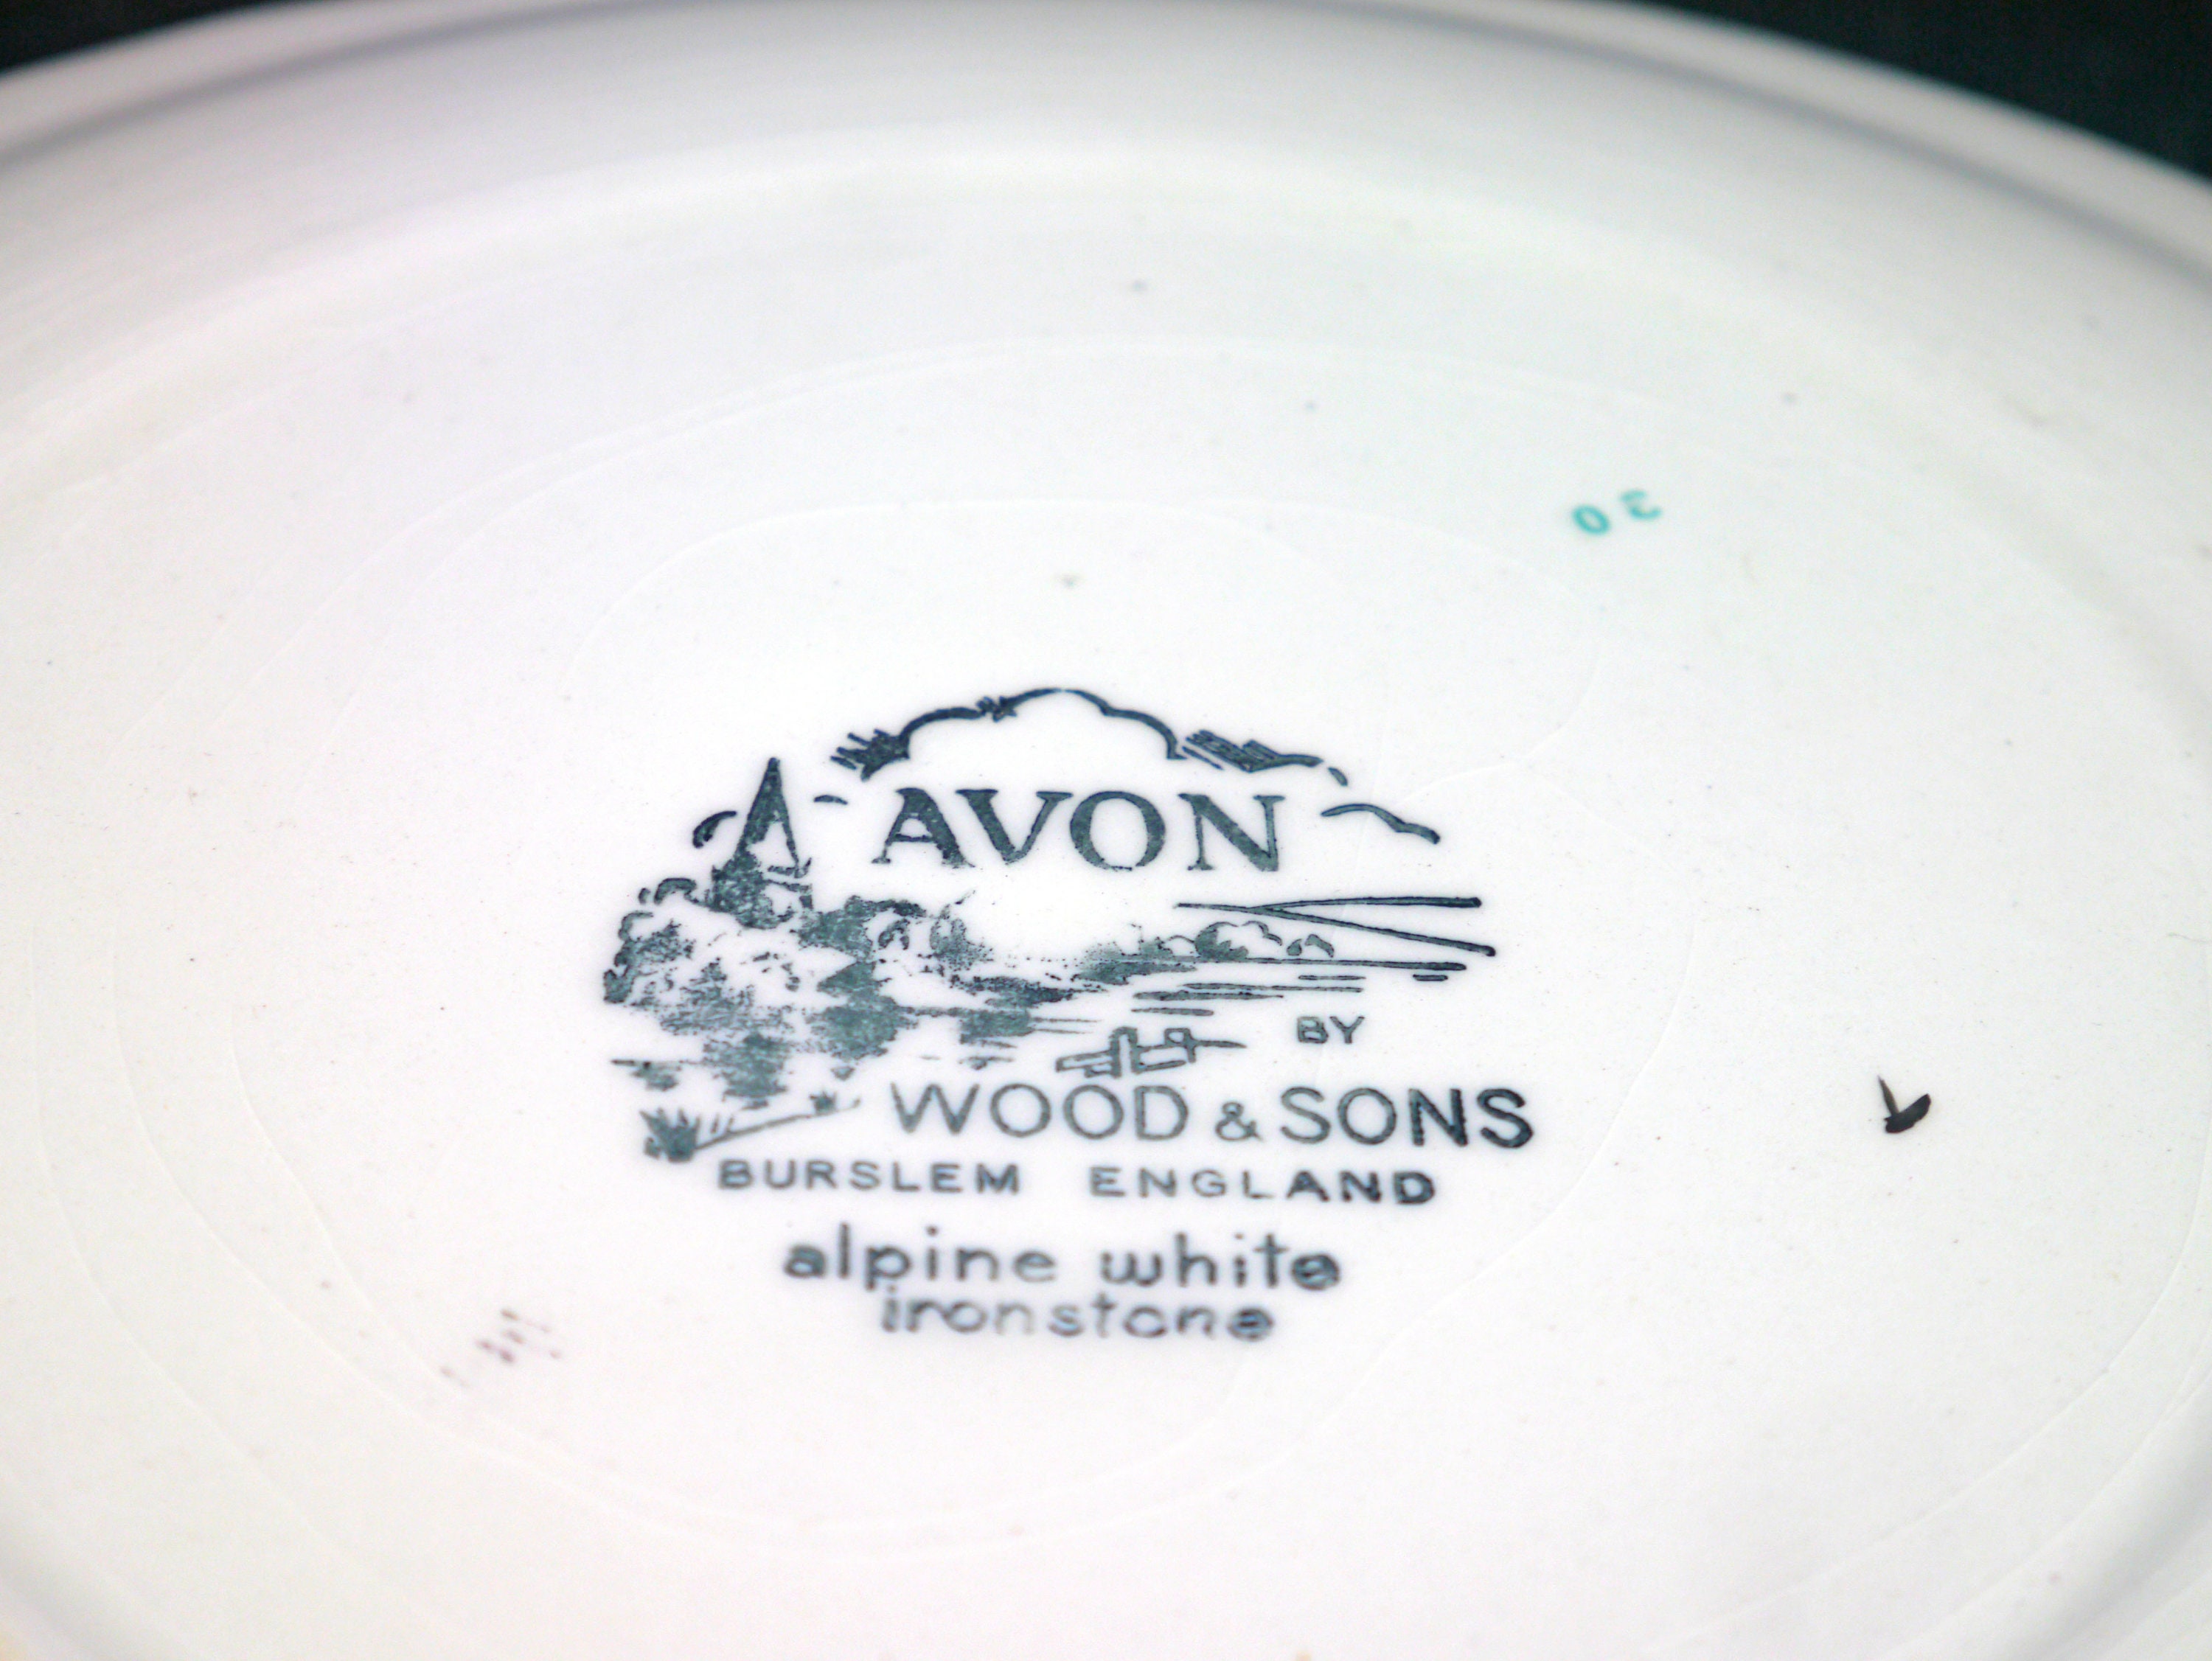 30
AVON
BY
WOOD & SONS
BURSLEM ENGLAND
alpine white
ironstone